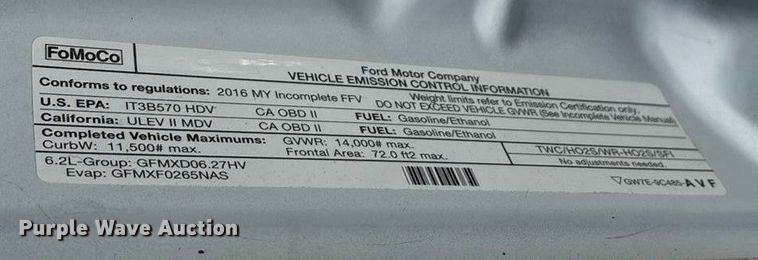 FoMoCo
Ford Motor Company
VEHICLE EMISSION CONTROL INFORMATION
Conforms to regulations: 2016 MY Incomplete FFV
Weight limits refer to Emission Certification only.
DO NOT EXCEED VEHICLE GVWR (See Incomplete Vehicle Manual)
U.S. EPA: IT3B570 HDV CA OBD II FUEL: Gasoline/Ethanol
California: ULEV II MDV CA OBD II FUEL: Gasoline/Ethanol
Completed Vehicle Maximums: GVWR: 14,000# max.
CurbW: 11,500# max. Frontal Area: 72.0 ft2 max.
TWC/HO2S/WR-HO2S/SFI
No adjustments needed.
6.2L-Group: GFMXD06.27HV
Evap: GFMXF0265NAS
GW7E-9C485-AVF
Purple Wave Auction